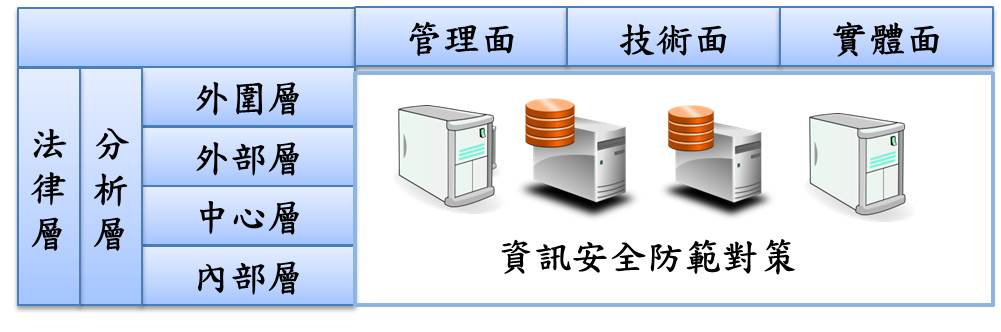 管理面
技術面
實體面
法律層
分析層
外圍層
外部層
中心層
內部層
資訊安全防範對策